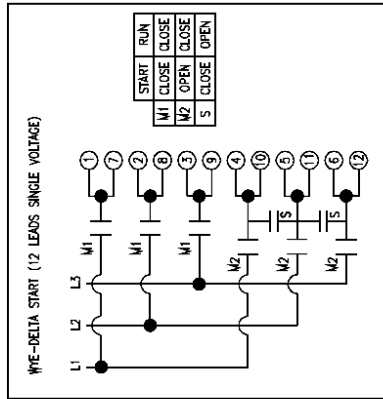 WYE-DELTA START (12 LEADS SINGLE VOLTAGE)
L1 L2 L3
M1
1
7
M1
2
8
M1
3
9
M2
4
10
S
M2
5
11
S
M2
6
12
START RUN
M1 CLOSE CLOSE
M2 OPEN CLOSE
S CLOSE OPEN